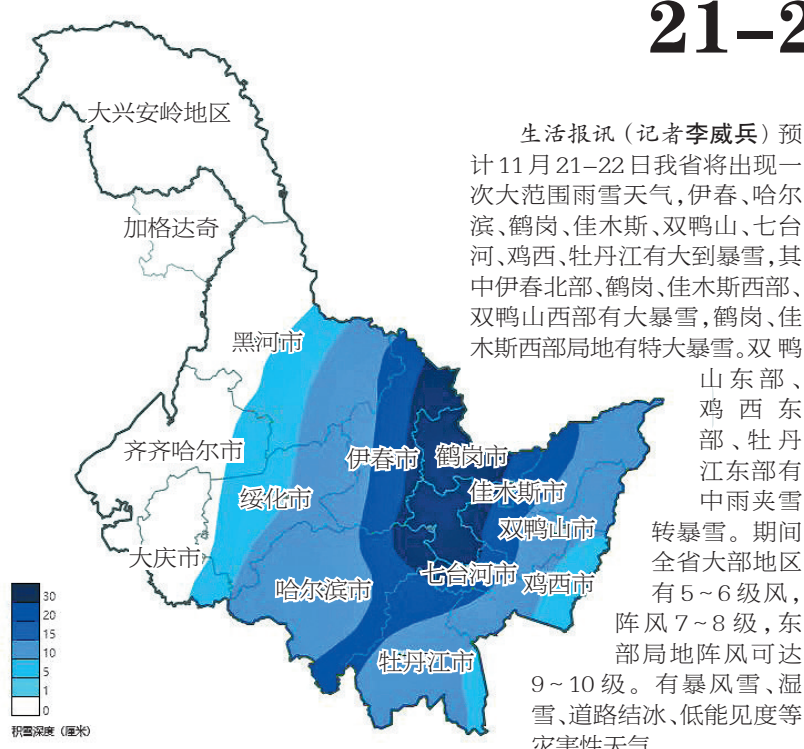 21–2
生活报讯（记者李威兵）预
计11月21–22日我省将出现一
次大范围雨雪天气，伊春、哈尔
滨、鹤岗、佳木斯、双鸭山、七台
河、鸡西、牡丹江有大到暴雪，其
中伊春北部、鹤岗、佳木斯西部、
双鸭山西部有大暴雪，鹤岗、佳
木斯西部局地有特大暴雪。双鸭
山东部、
鸡西东
部、牡丹
江东部有
中雨夹雪
转暴雪。期间
全省大部地区
有5~6级风，
阵风7~8级，东
部局地阵风可达
9~10级。有暴风雪、湿
雪、道路结冰、低能见度等
灾害性天气
大兴安岭地区
加格达奇
黑河市
齐齐哈尔市
伊春市
鹤岗市
绥化市
佳木斯市
双鸭山市
大庆市
哈尔滨市
七台河市
鸡西市
牡丹江市
30
20
15
10
5
1
0
积雪深度（厘米）